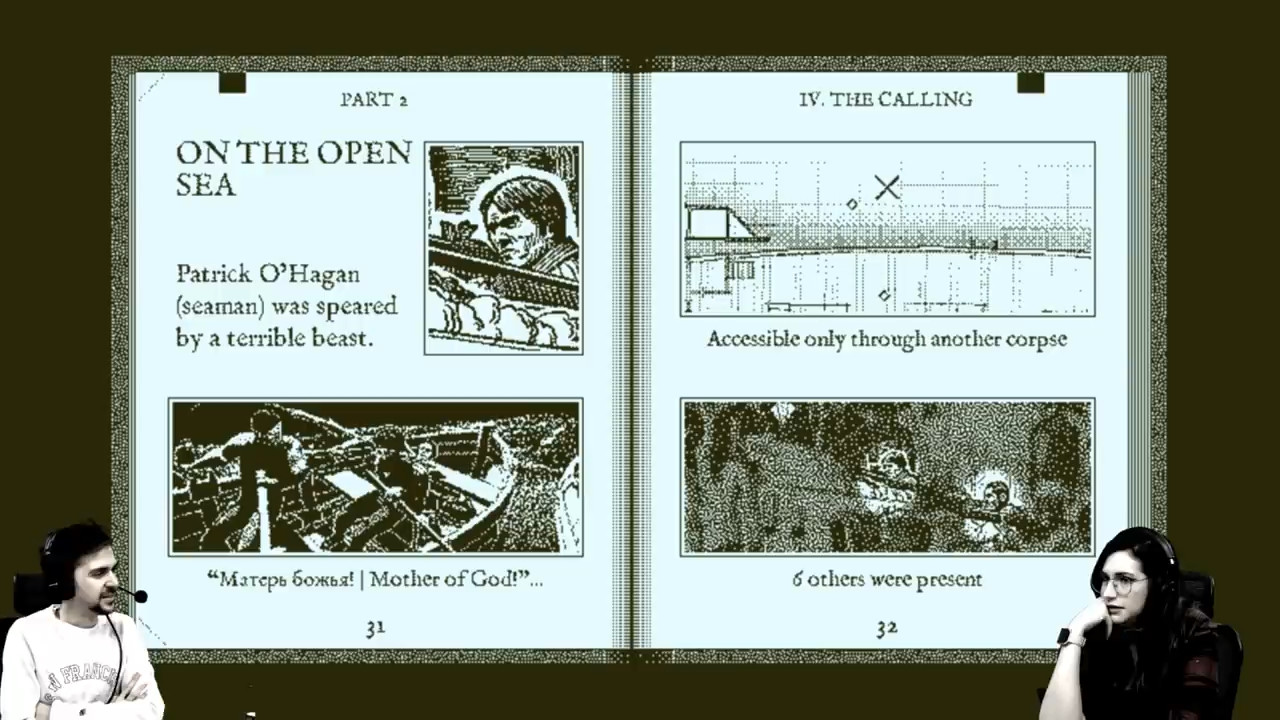 PART 2
ON THE OPEN
SEA
Patrick O'Hagan
(seaman) was speared
by a terrible beast.
“Матерь божья! | Mother of God!”...
31
IV. THE CALLING
Accessible only through another corpse
6 others were present
32
FRANC